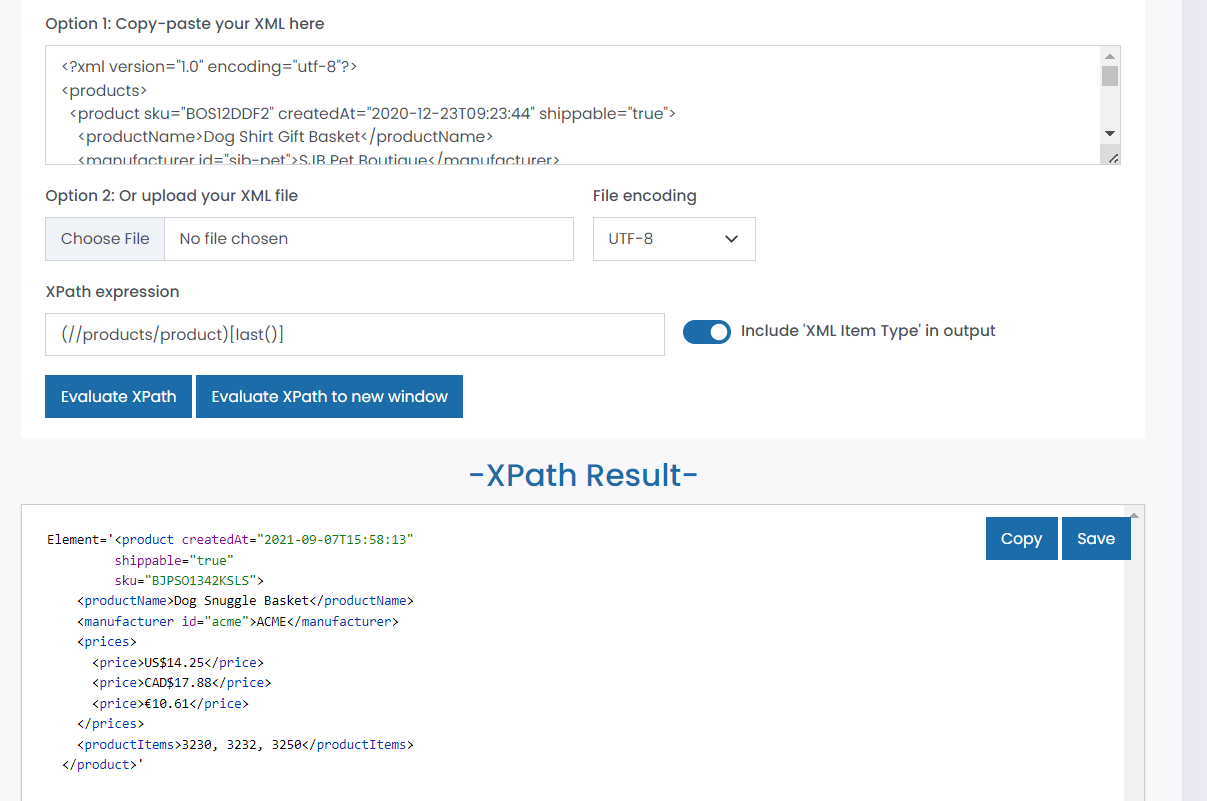 Option 1: Copy-paste your XML here
<?xml version="1.0" encoding="utf-8"?>
<products>
<product sku="BOS12DDF2" createdAt="2020-12-23T09:23:44" shippable="true">
<productName>Dog Shirt Gift Basket</productName>
<manufacturer id="sjb-pet">SJB Pet Boutique</manufacturer>
Option 2: Or upload your XML file
File encoding
Choose File
No file chosen
UTF-8
XPath expression
(//products/product)[last()]
Include 'XML Item Type' in output
Evaluate XPath
Evaluate XPath to new window
-XPath Result-
Copy
Save
Element='<product createdAt="2021-09-07T15:58:13"
shippable="true"
sku="BJPSO1342KSLS">
<productName>Dog Snuggle Basket</productName>
<manufacturer id="acme">ACME</manufacturer>
<prices>
<price>US$14.25</price>
<price>CAD$17.88</price>
<price>€10.61</price>
</prices>
<productItems>3230, 3232, 3250</productItems>
</product>'